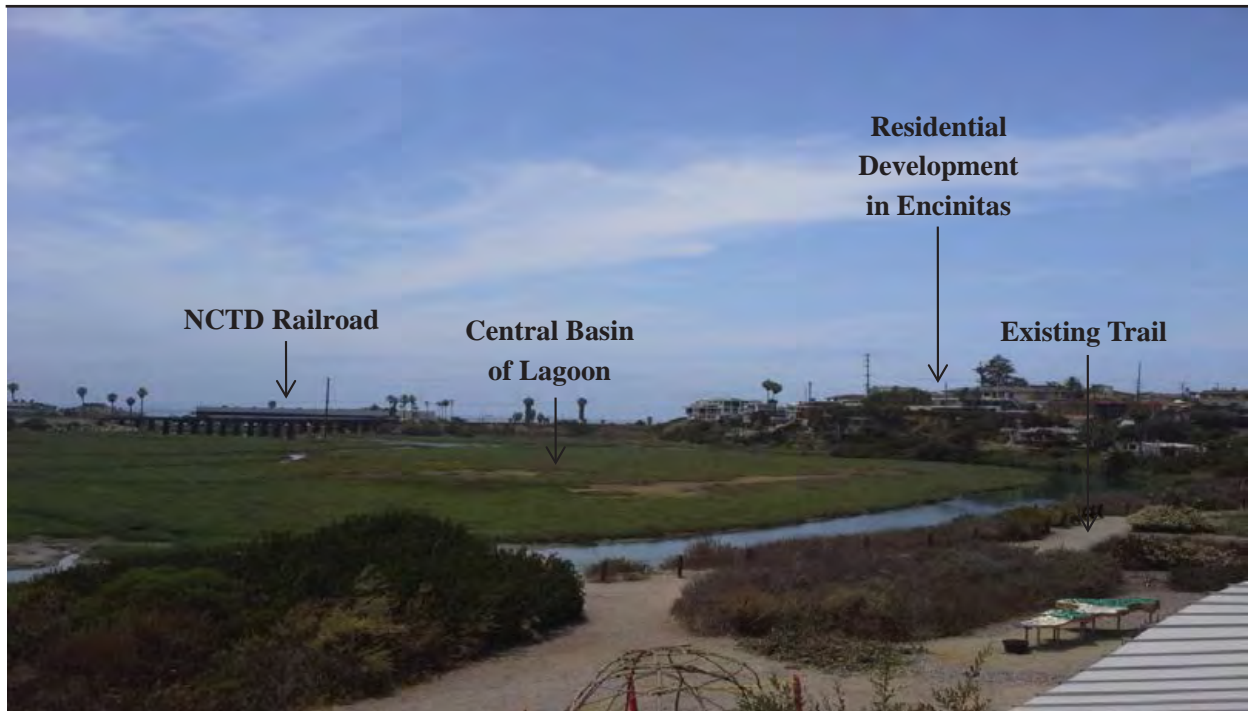 Residential
Development
in Encinitas
NCTD Railroad
Central Basin
of Lagoon
Existing Trail